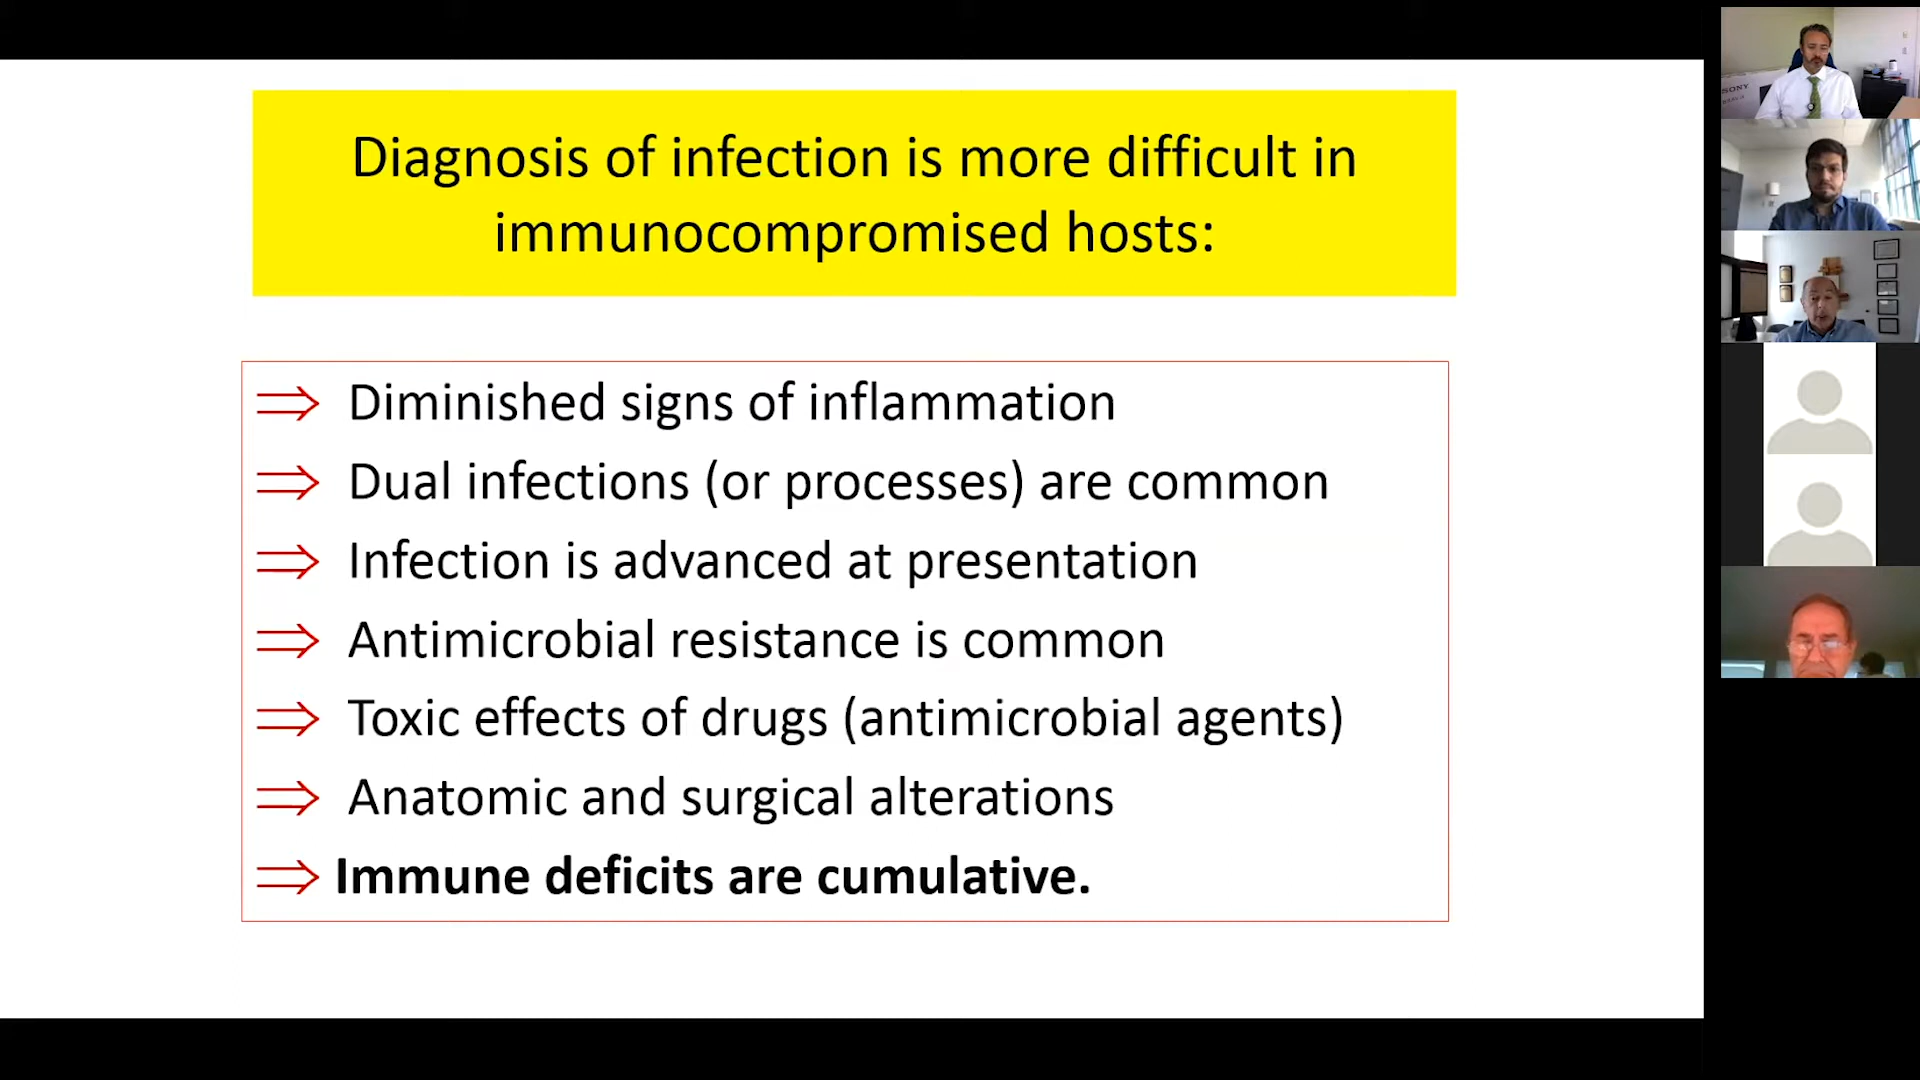 Diagnosis of infection is more difficult in
immunocompromised hosts:
⇒ Diminished signs of inflammation
⇒ Dual infections (or processes) are common
⇒ Infection is advanced at presentation
⇒ Antimicrobial resistance is common
⇒ Toxic effects of drugs (antimicrobial agents)
⇒ Anatomic and surgical alterations
⇒ Immune deficits are cumulative.
SONY